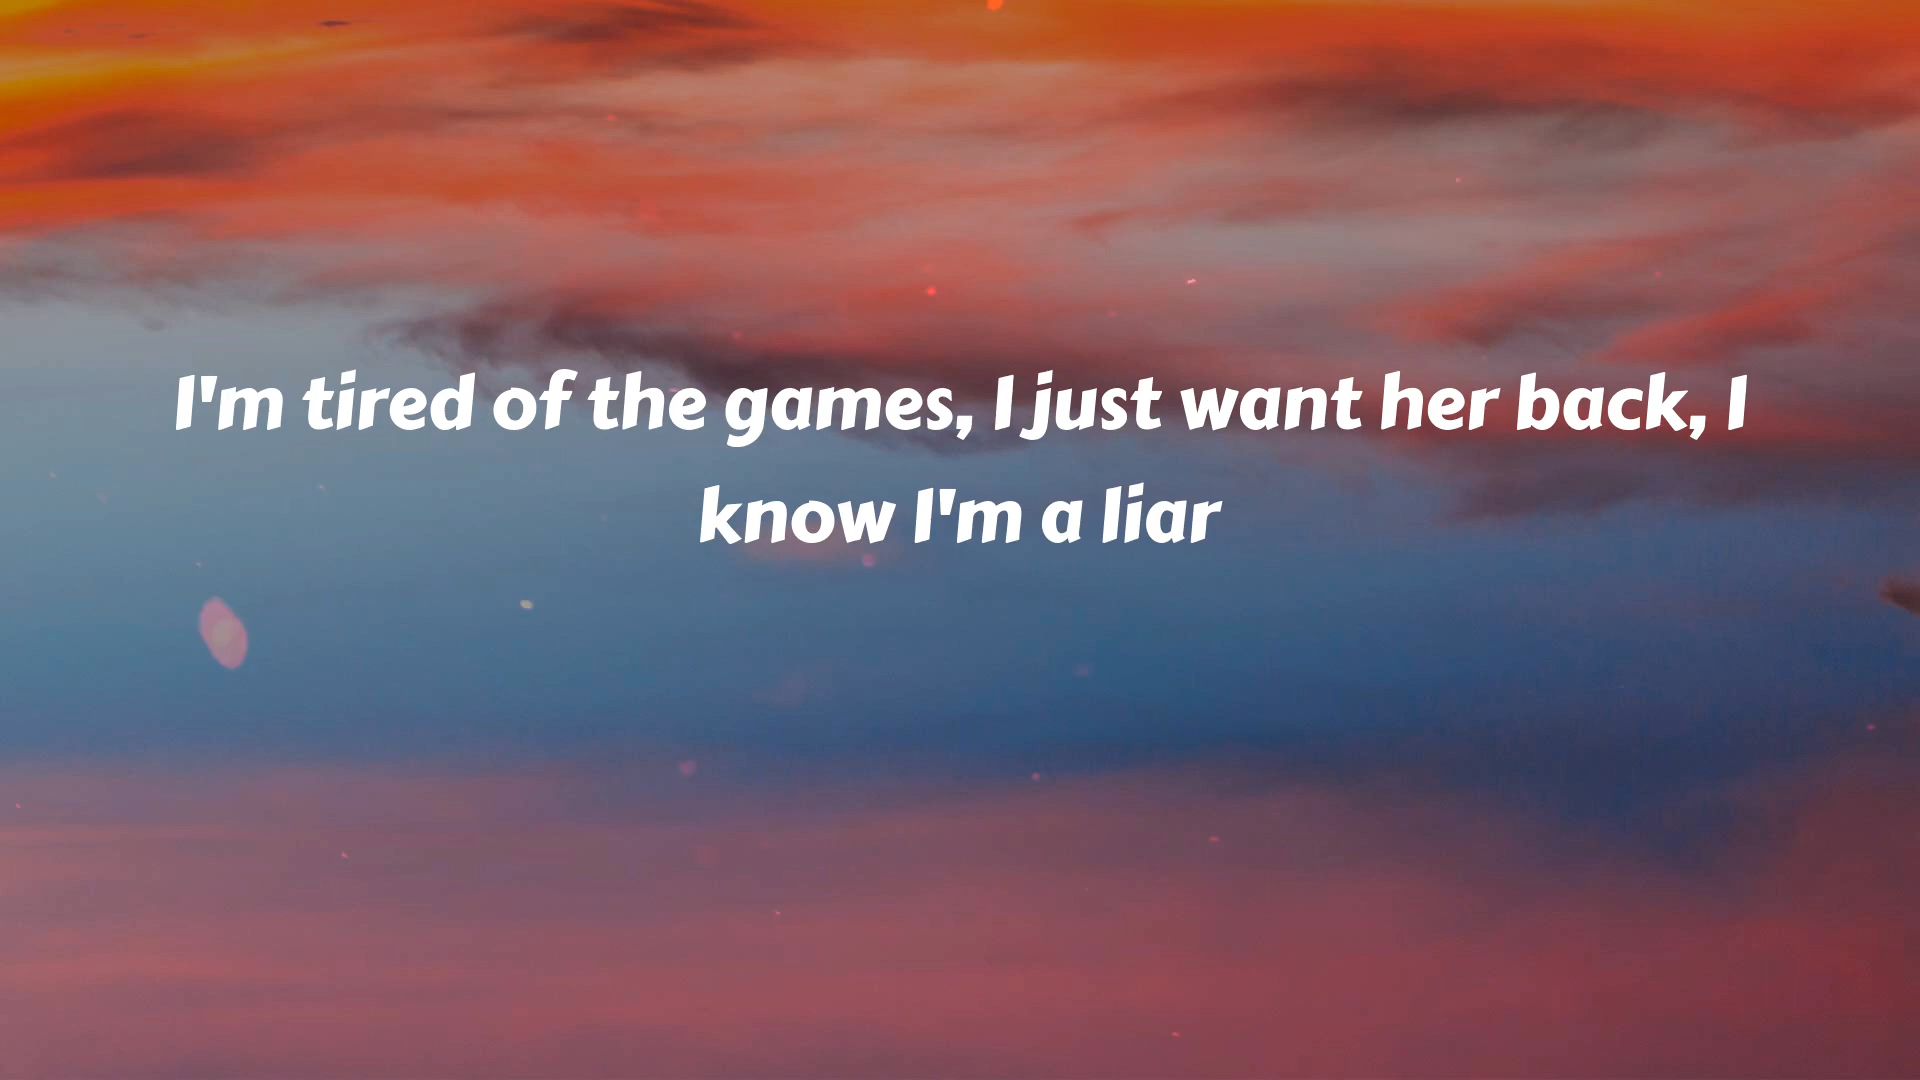 I'm tired of the games, I just want her back, I
know I'm a liar